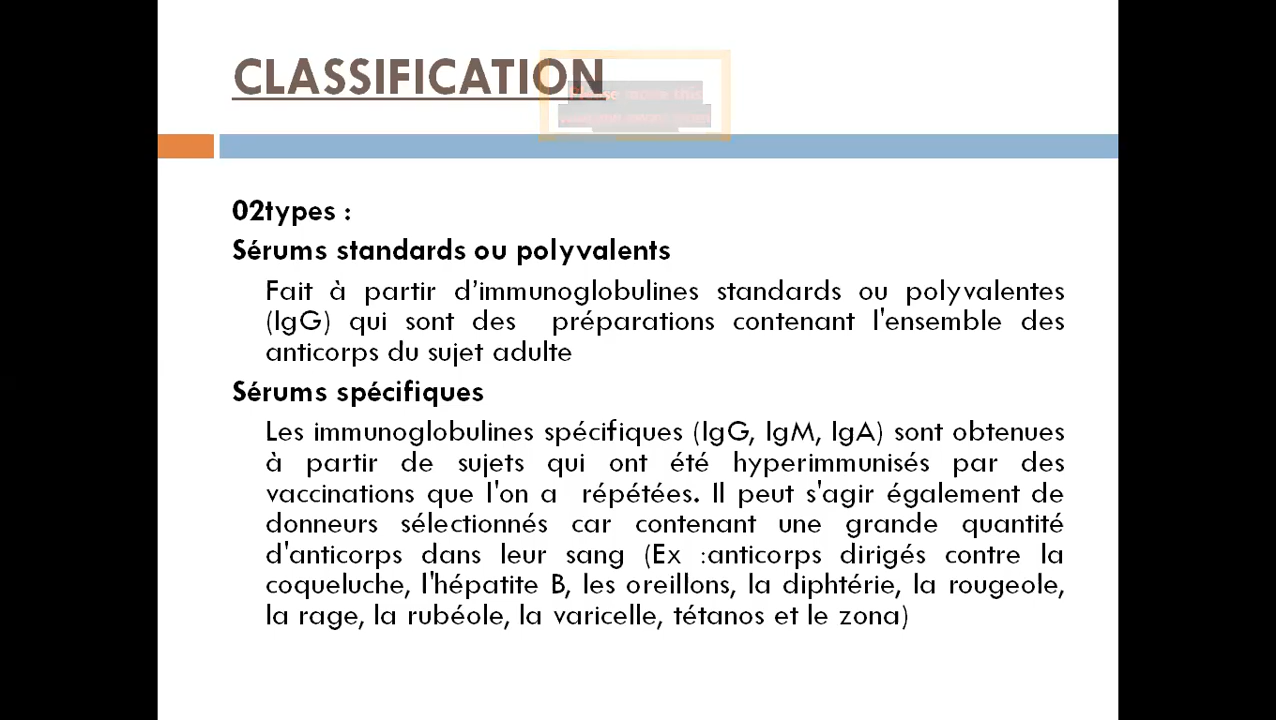 CLASSIFICATION
Please
this
02types :
Sérums standards ou polyvalents
Fait à partir d’immunoglobulines standards ou polyvalentes
(IgG) qui sont des préparations contenant l'ensemble des
anticorps du sujet adulte
Sérums spécifiques
Les immunoglobulines spécifiques (IgG, IgM, IgA) sont obtenues
à partir de sujets qui ont été hyperimmunisés par des
vaccinations que l'on a répétées. Il peut s'agir également de
donneurs sélectionnés car contenant une grande quantité
d'anticorps dans leur sang (Ex :anticorps dirigés contre la
coqueluche, l'hépatite B, les oreillons, la diphtérie, la rougeole,
la rage, la rubéole, la varicelle, tétanos et le zona)